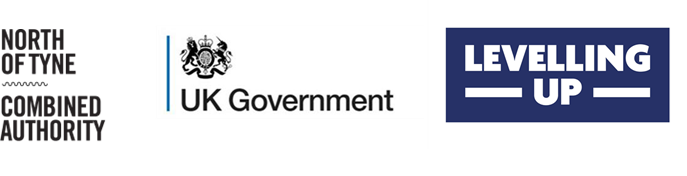 NORTH
OF TYNE
COMBINED
AUTHORITY
UK Government
LEVELLING
UP